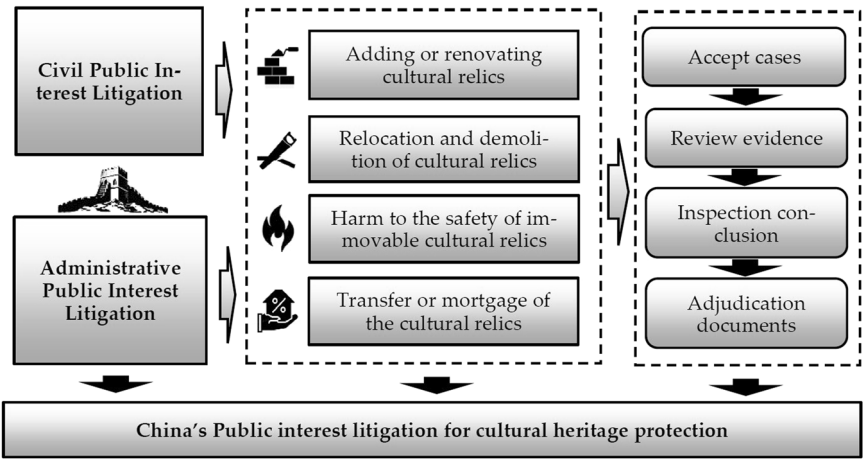 Civil Public In-
terest Litigation
Administrative
Public Interest
Litigation
Adding or renovating
cultural relics
Relocation and demoli-
tion of cultural relics
Harm to the safety of im-
movable cultural relics
Transfer or mortgage of
the cultural relics
Accept cases
Review evidence
Inspection con-
clusion
Adjudication
documents
China’s Public interest litigation for cultural heritage protection